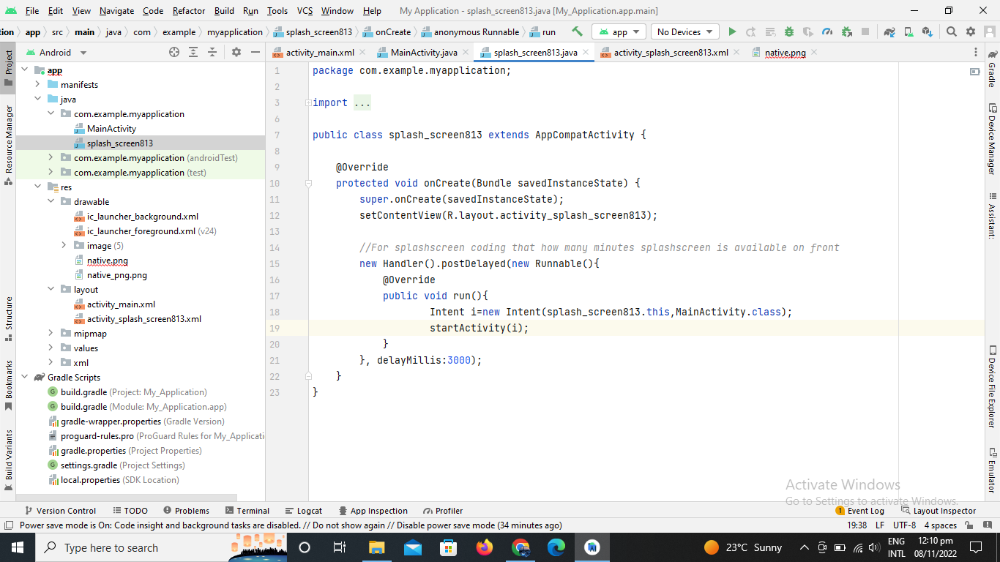 File Edit View Navigate Code Refactor Build Run Tools VCS Window Help My Application - splash_screen813.java [My_Application.app.main]
tion app src main java com example myapplication splash_screen813 onCreate anonymous Runnable run app No Devices
Project
Android
activity_main.xml MainActivity.java splash_screen813.java activity_splash_screen813.xml native.png
app
manifests
java
com.example.myapplication
MainActivity
splash_screen813
com.example.myapplication (androidTest)
com.example.myapplication (test)
res
drawable
ic_launcher_background.xml
ic_launcher_foreground.xml (v24)
image (5)
native.png
native_png.png
layout
activity_main.xml
activity_splash_screen813.xml
mipmap
values
xml
Gradle Scripts
build.gradle (Project: My_Application)
build.gradle (Module: My_Application.app)
gradle-wrapper.properties (Gradle Version)
proguard-rules.pro (ProGuard Rules for My_Applicati
gradle.properties (Project Properties)
settings.gradle (Project Settings)
local.properties (SDK Location)
Resource Manager
Structure
Bookmarks
Build Variants
1 package com.example.myapplication;
2
3 import ...
6
7 public class splash_screen813 extends AppCompatActivity {
8
9 @Override
10 protected void onCreate(Bundle savedInstanceState) {
11 super.onCreate(savedInstanceState);
12 setContentView(R.layout.activity_splash_screen813);
13
14 //For splashscreen coding that how many minutes splashscreen is available on front
15 new Handler().postDelayed(new Runnable(){
16 @Override
17 public void run(){
18 Intent i=new Intent(splash_screen813.this,MainActivity.class);
19 startActivity(i);
20 }
21 }, delayMillis:3000);
22 }
23 }
Gradle
Device Manager
Assistant:
Device File Explorer
Emulator
Activate Windows
Go to Settings to activate Windows.
Version Control TODO Problems Terminal Logcat App Inspection Profiler 1 Event Log Layout Inspector
Power save mode is On: Code insight and background tasks are disabled. // Do not show again // Disable power save mode (34 minutes ago) 19:38 LF UTF-8 4 spaces
Type here to search 23°C Sunny ENG INTL 12:10 pm 08/11/2022